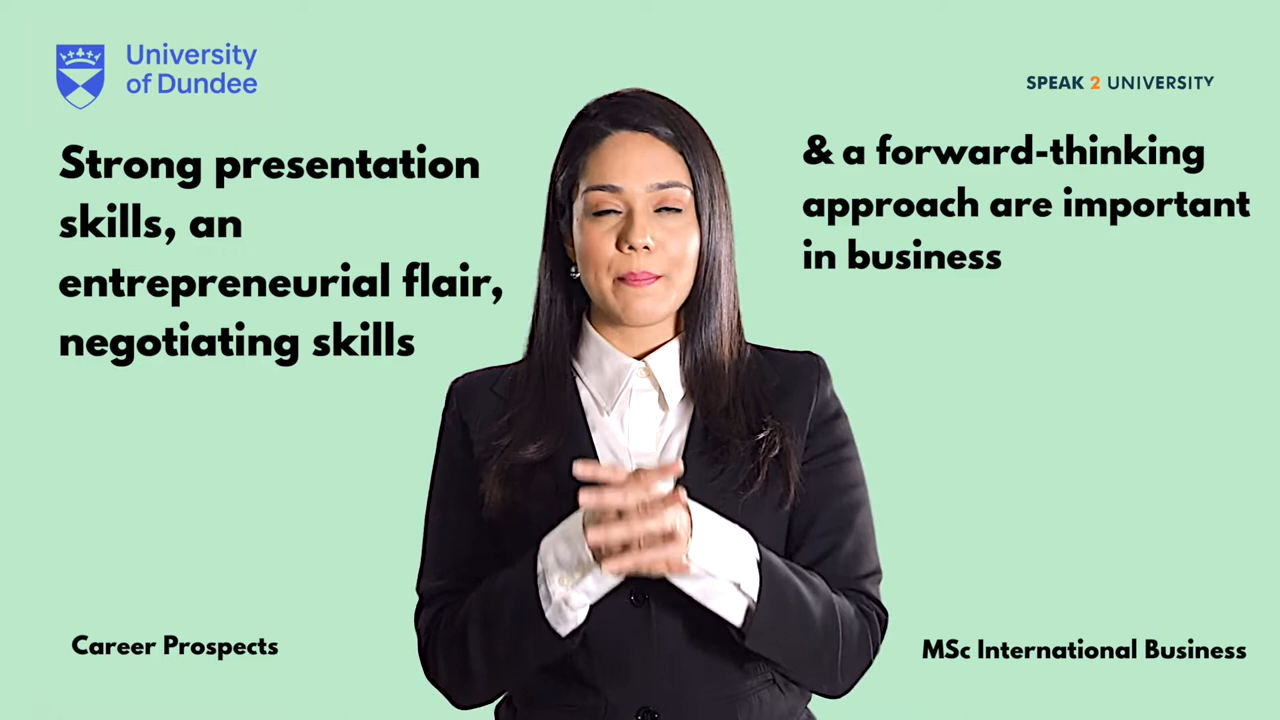 University
of Dundee
SPEAK 2 UNIVERSITY
Strong presentation
skills, an
entrepreneurial flair,
negotiating skills
& a forward-thinking
approach are important
in business
Career Prospects
MSc International Business